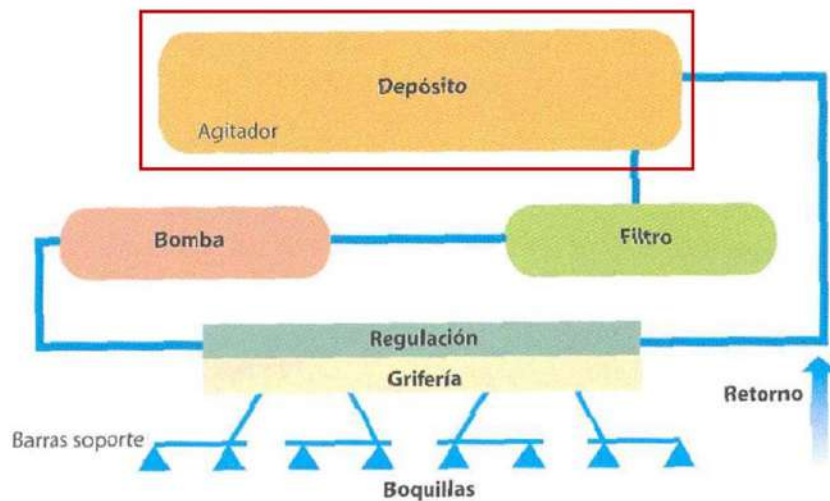 Depósito
Agitador
Bomba
Filtro
Regulación
Grifería
Retorno
Barras soporte
Boquillas